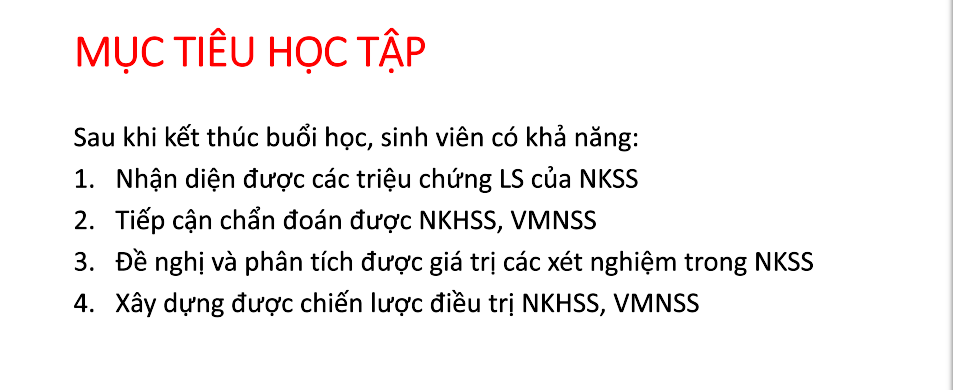 MỤC TIÊU HỌC TẬP
Sau khi kết thúc buổi học, sinh viên có khả năng:
1. Nhận diện được các triệu chứng LS của NKSS
2. Tiếp cận chẩn đoán được NKHSS, VMNSS
3. Đề nghị và phân tích được giá trị các xét nghiệm trong NKSS
4. Xây dựng được chiến lược điều trị NKHSS, VMNSS